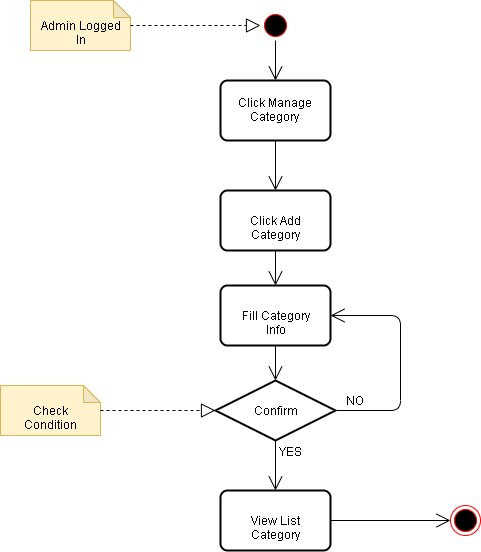 Admin Logged
In
Click Manage
Category
Click Add
Category
Fill Category
Info
NO
Check
Condition
Confirm
YES
View List
Category